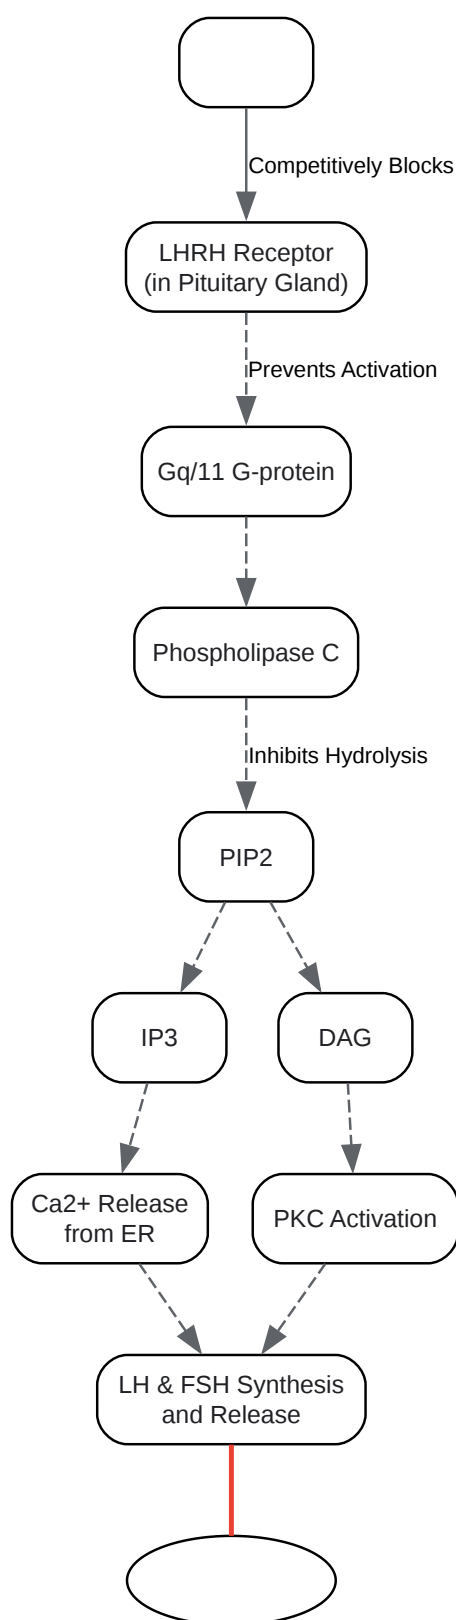 Competitively Blocks
LHRH Receptor
(in Pituitary Gland)
Prevents Activation
Gq/11 G-protein
Phospholipase C
Inhibits Hydrolysis
PIP2
IP3
DAG
Ca2+ Release
from ER
PKC Activation
LH & FSH Synthesis
and Release